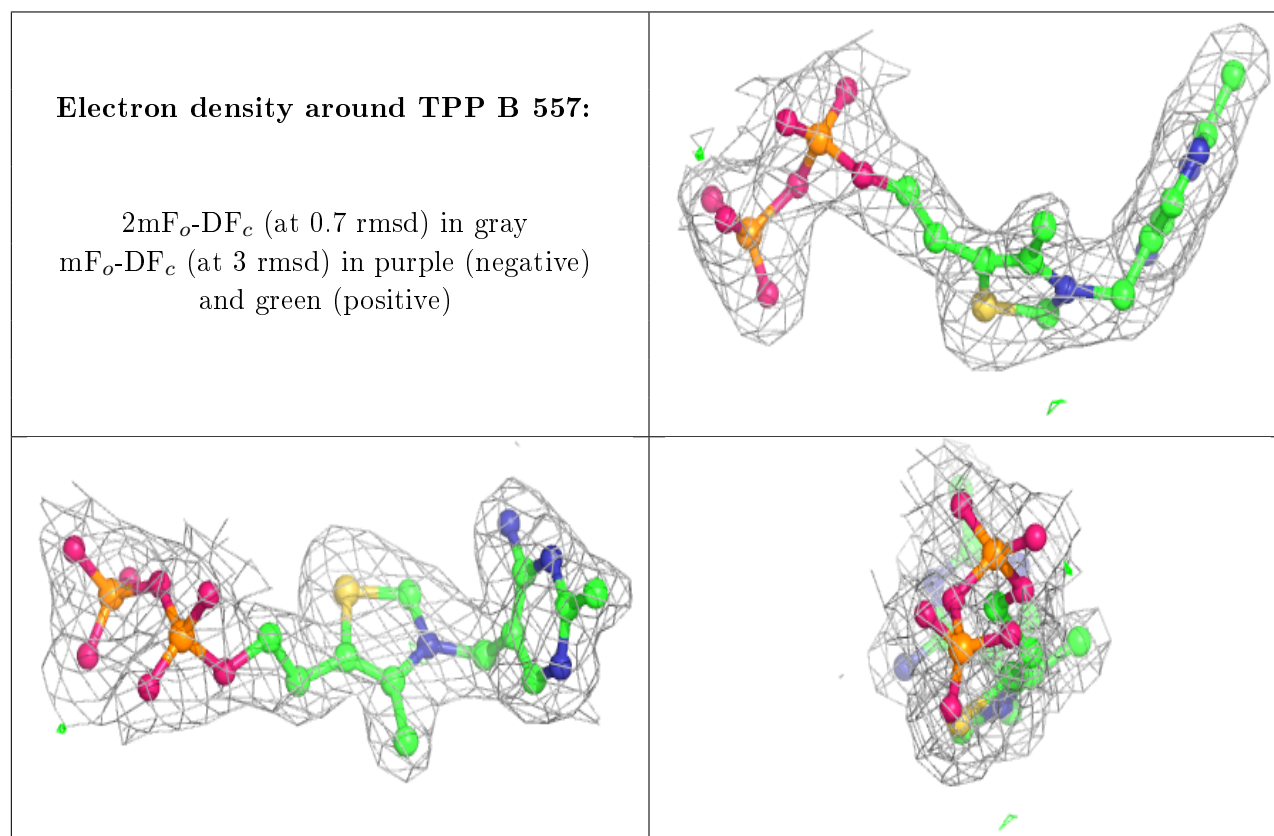 Electron density around TPP B 557:
2mFₒ-DF𝒸 (at 0.7 rmsd) in gray
mFₒ-DF𝒸 (at 3 rmsd) in purple (negative)
and green (positive)